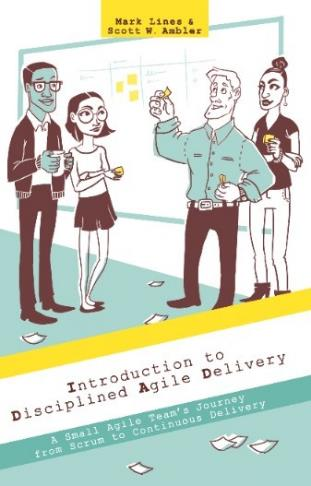 Mark Lines &
Scott W. Ambler
Introduction to
Disciplined Agile Delivery
A Small Agile Team's Journey
from Scrum to Continuous Delivery